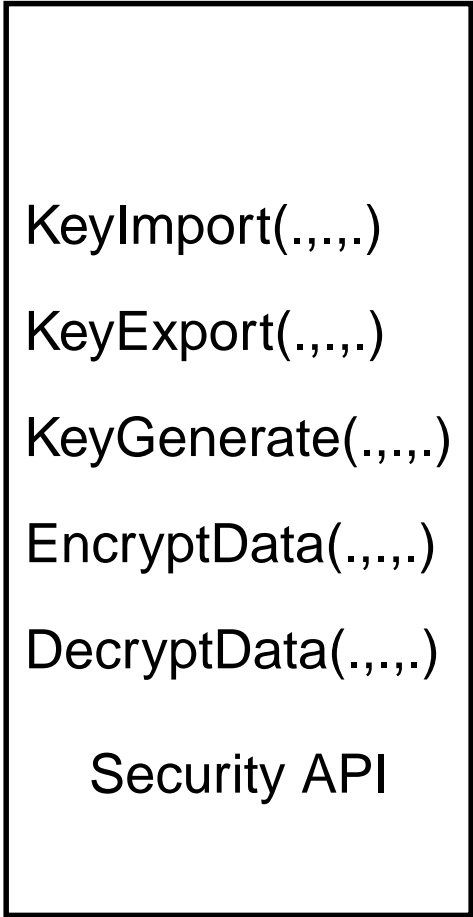 KeyImport(.,.,.)
KeyExport(.,.,.)
KeyGenerate(.,.,.)
EncryptData(.,.,.)
DecryptData(.,.,.)
Security API